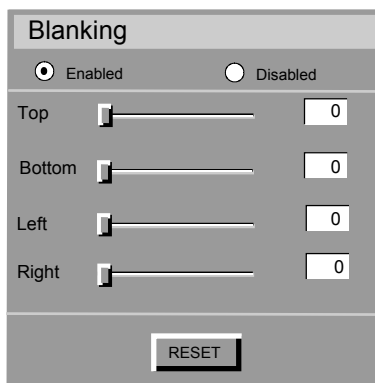 Blanking
Enabled Disabled
Top 0
Bottom 0
Left 0
Right 0
RESET